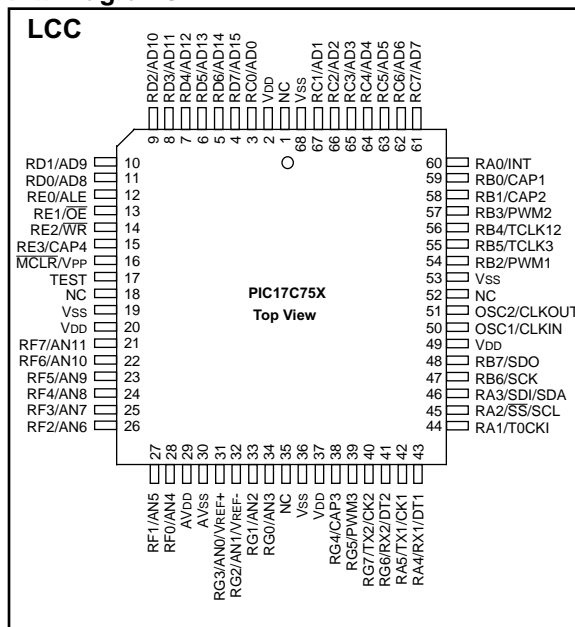 LCC
RD2/AD10
RD3/AD11
RD4/AD12
RD5/AD13
RD6/AD14
RD7/AD15
RC0/AD0
VDD
NC
VSS
RC1/AD1
RC2/AD2
RC3/AD3
RC4/AD4
RC5/AD5
RC6/AD6
RC7/AD7
9 8 7 6 5 4 3 2 1 68 67 66 65 64 63 62 61
RD1/AD9 10
RD0/AD8 11
RE0/ALE 12
RE1/OE 13
RE2/WR 14
RE3/CAP4 15
MCLR/VPP 16
TEST 17
NC 18
VSS 19
VDD 20
RF7/AN11 21
RF6/AN10 22
RF5/AN9 23
RF4/AN8 24
RF3/AN7 25
RF2/AN6 26
PIC17C75X
Top View
60 RA0/INT
59 RB0/CAP1
58 RB1/CAP2
57 RB3/PWM2
56 RB4/TCLK12
55 RB5/TCLK3
54 RB2/PWM1
53 VSS
52 NC
51 OSC2/CLKOUT
50 OSC1/CLKIN
49 VDD
48 RB7/SDO
47 RB6/SCK
46 RA3/SDI/SDA
45 RA2/SS/SCL
44 RA1/T0CKI
27 28 29 30 31 32 33 34 35 36 37 38 39 40 41 42 43
RF1/AN5
RF0/AN4
AVDD
AVSS
RG3/AN0/VREF+
RG2/AN1/VREF-
RG1/AN2
RG0/AN3
NC
VSS
VDD
RG4/CAP3
RG5/PWM3
RG7/TX2/CK2
RG6/RX2/DT2
RA5/TX1/CK1
RA4/RX1/DT1